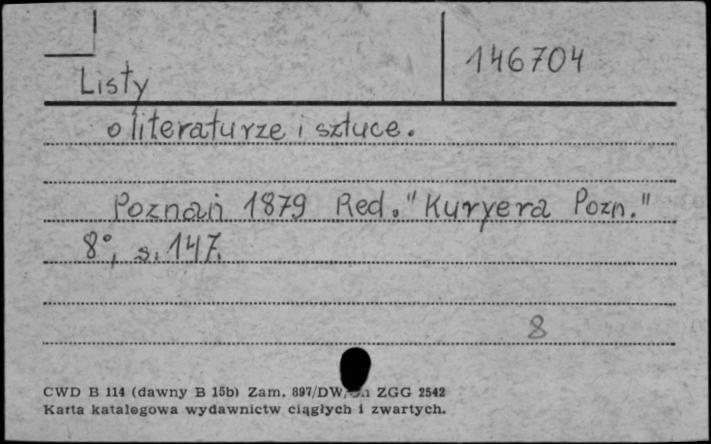 146704
Listy
o literaturze i sztuce.
Poznań 1879 Red. "Kuryera Pozn."
8°, s. 147.
8
CWD B 114 (dawny B 15b) Zam. 897/DW/ ZGG 2542
Karta katalogowa wydawnictw ciągłych i zwartych.